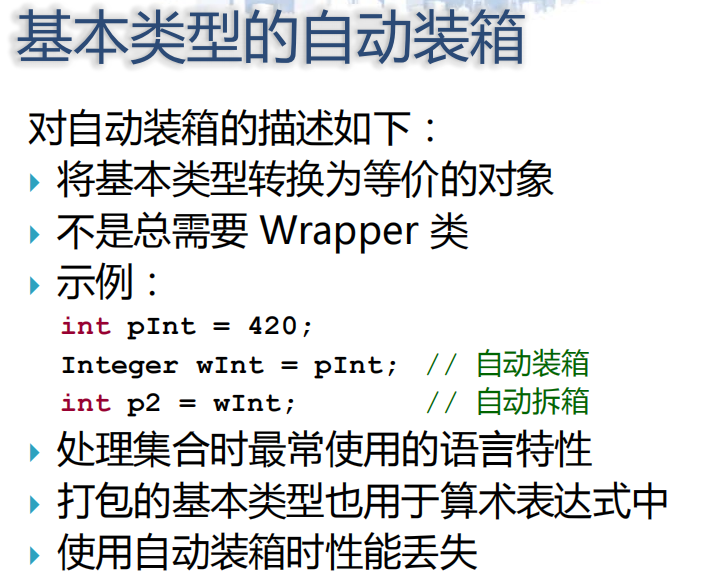 基本类型的自动装箱
对自动装箱的描述如下：
将基本类型转换为等价的对象
不是总需要 Wrapper 类
示例：
int pInt = 420;
Integer wInt = pInt; // 自动装箱
int p2 = wInt; // 自动拆箱
处理集合时最常使用的语言特性
打包的基本类型也用于算术表达式中
使用自动装箱时性能丢失